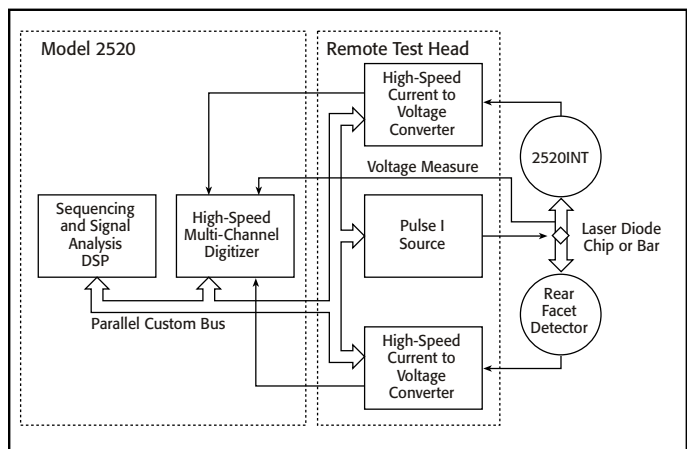 Model 2520
Remote Test Head
High-Speed
Current to
Voltage
Converter
2520INT
Voltage Measure
Sequencing
and Signal
Analysis
DSP
High-Speed
Multi-Channel
Digitizer
Pulse I
Source
Laser Diode
Chip or Bar
Parallel Custom Bus
Rear
Facet
Detector
High-Speed
Current to
Voltage
Converter